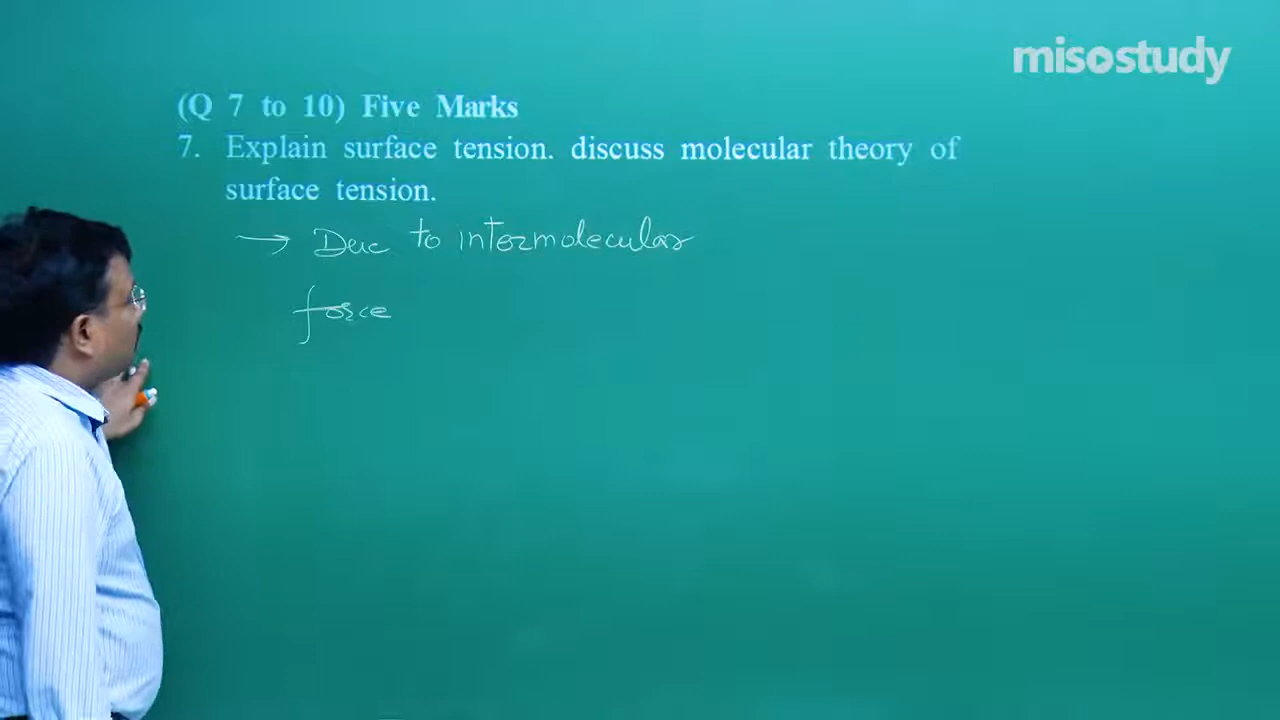 misostudy
(Q 7 to 10) Five Marks
7. Explain surface tension. discuss molecular theory of
surface tension.
→ Due to intermolecular
force